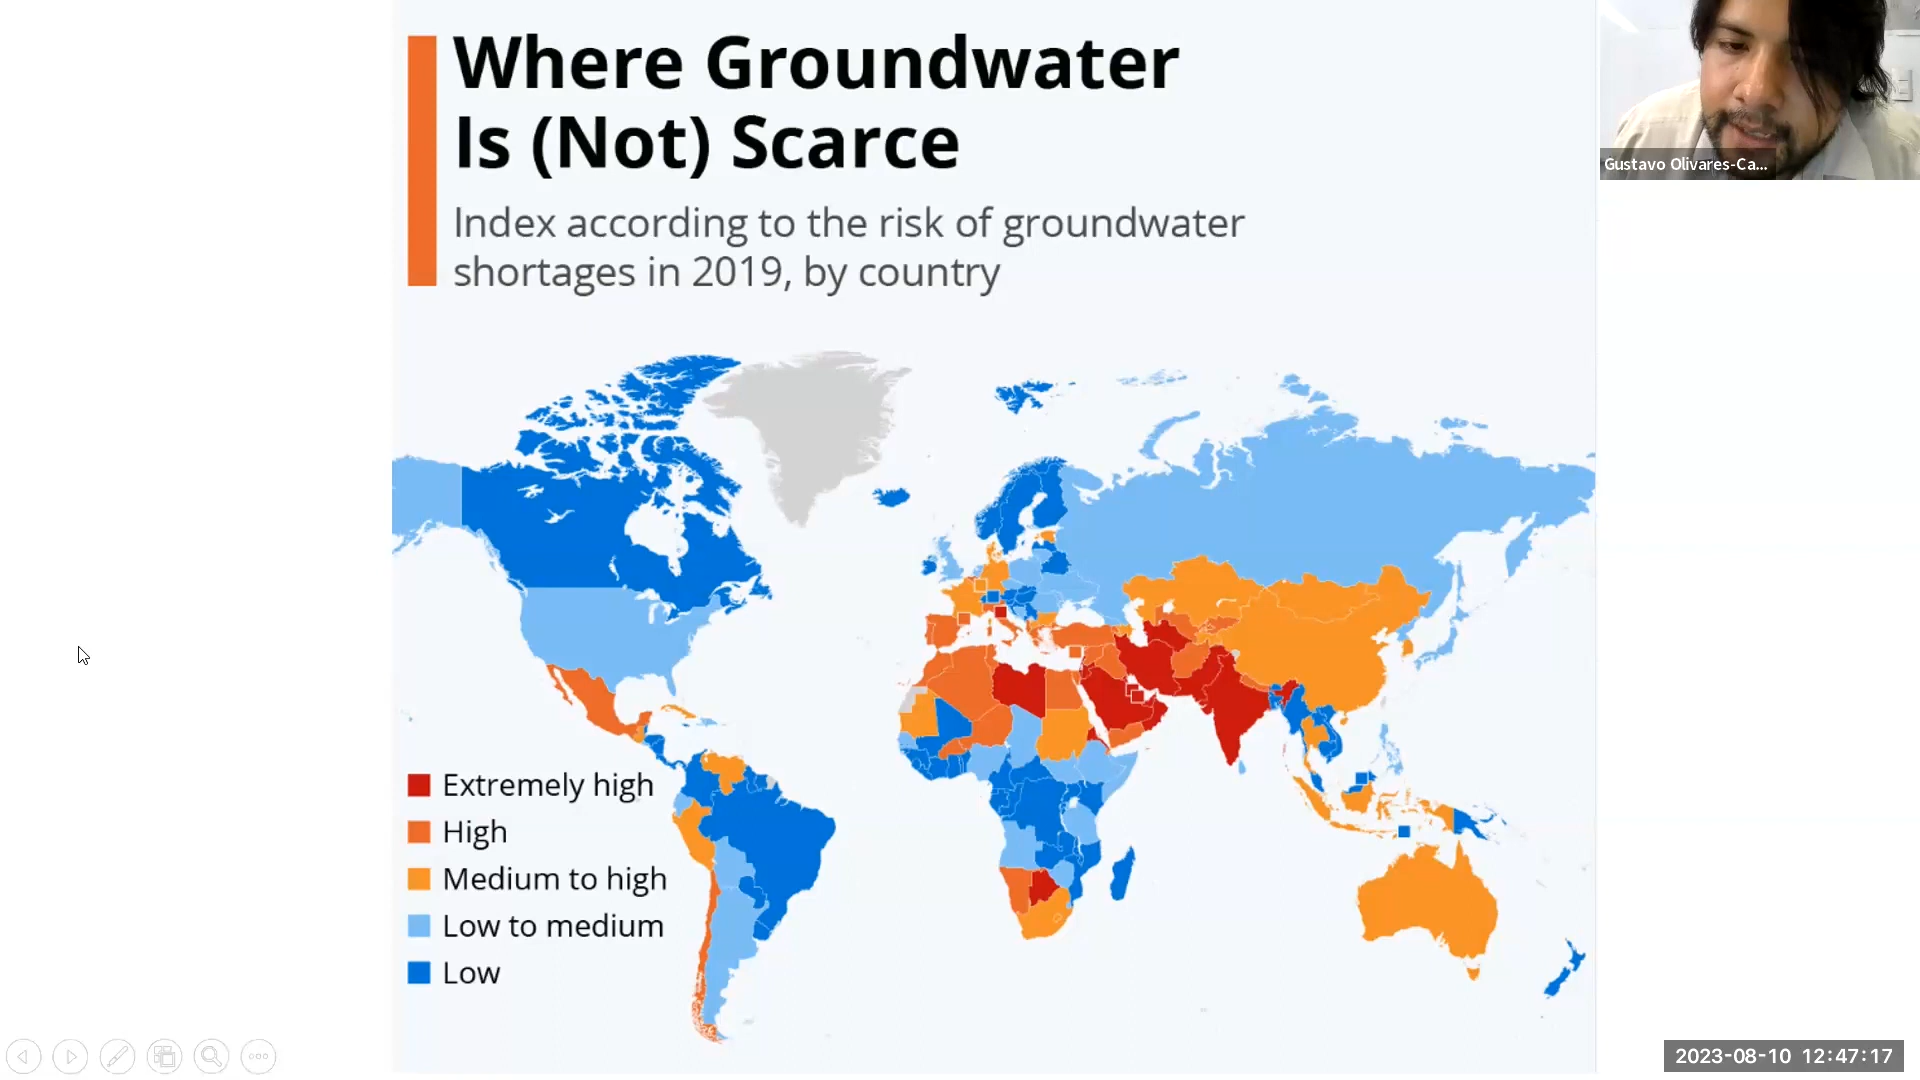 Where Groundwater
Is (Not) Scarce
Index according to the risk of groundwater
shortages in 2019, by country
Extremely high
High
Medium to high
Low to medium
Low
Gustavo Olivares-Ca...
2023-08-10 12:47:17